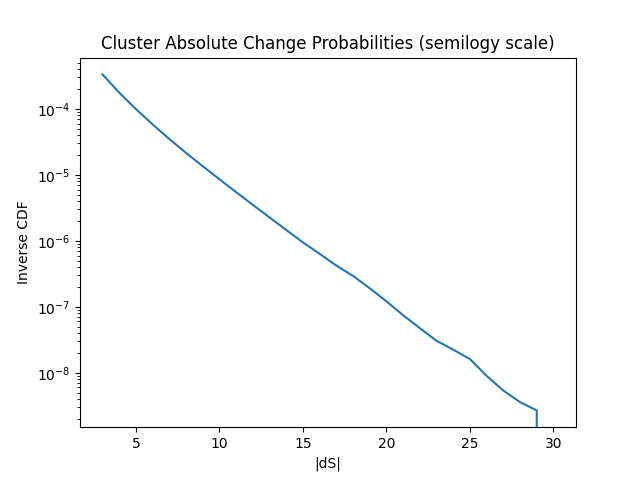 Cluster Absolute Change Probabilities (semilogy scale)
Inverse CDF
10⁻⁴
10⁻⁵
10⁻⁶
10⁻⁷
10⁻⁸
5 10 15 20 25 30
|dS|